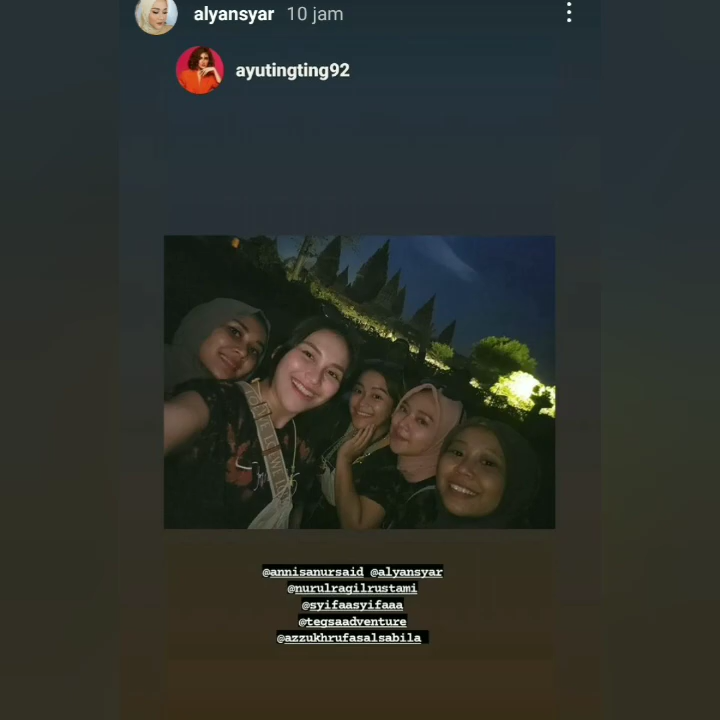 alyansyar 10 jam
ayutingting92
@annisanursaid @alyansyar
@nurulragilrustami
@syifaasyifaaa
@tegsaadventure
@azzukhrufasalsabila